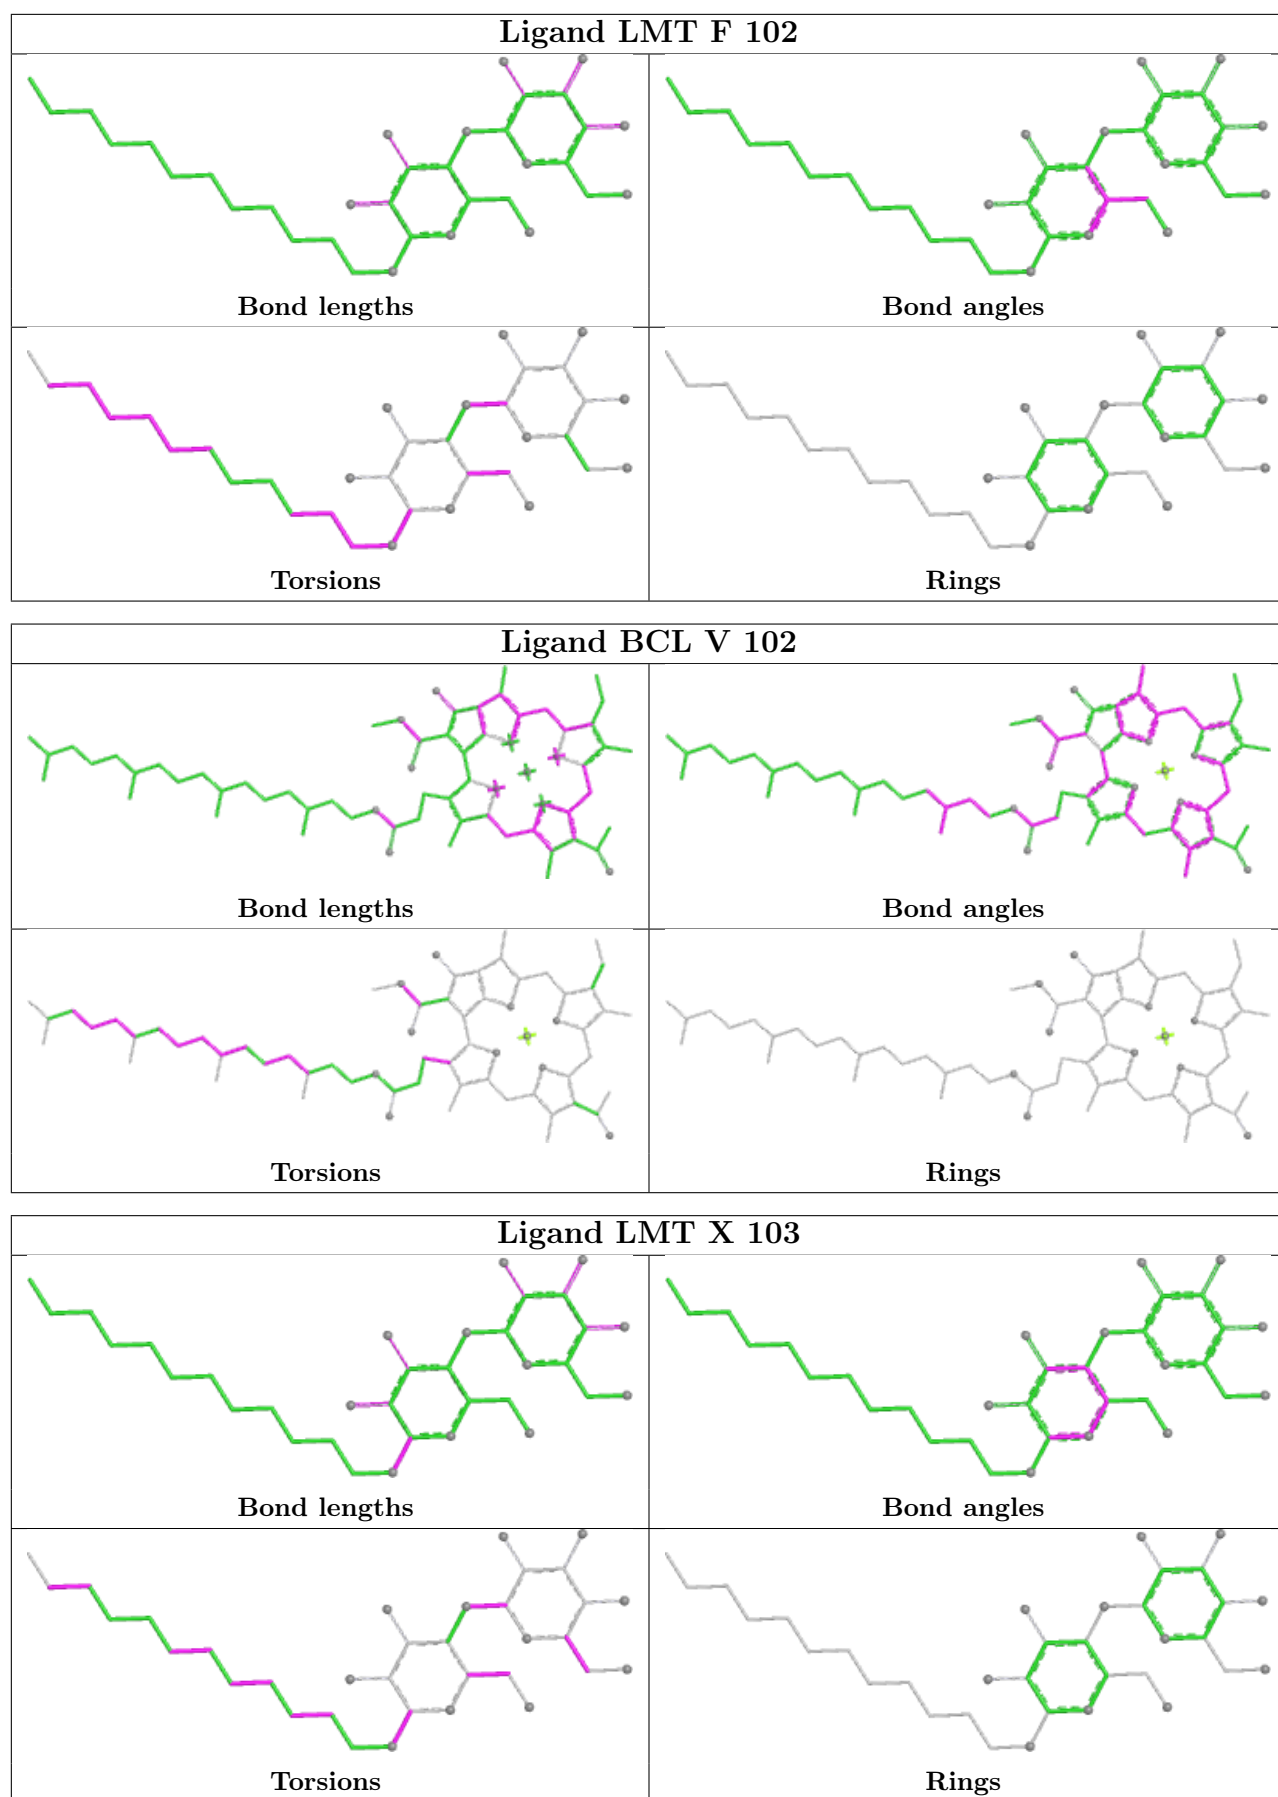 Ligand LMT F 102
Bond lengths
Bond angles
Torsions
Rings
Ligand BCL V 102
Bond lengths
Bond angles
Torsions
Rings
Ligand LMT X 103
Bond lengths
Bond angles
Torsions
Rings